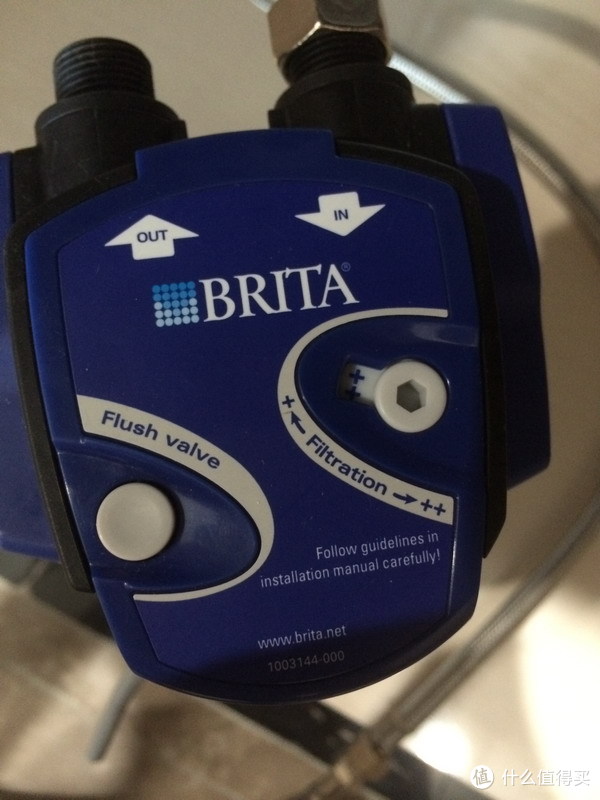 OUT
IN
BRITA®
Flush valve
+
+
+ ← Filtration → ++
Follow guidelines in
installation manual carefully!
www.brita.net
1003144-000
值 什么值得买